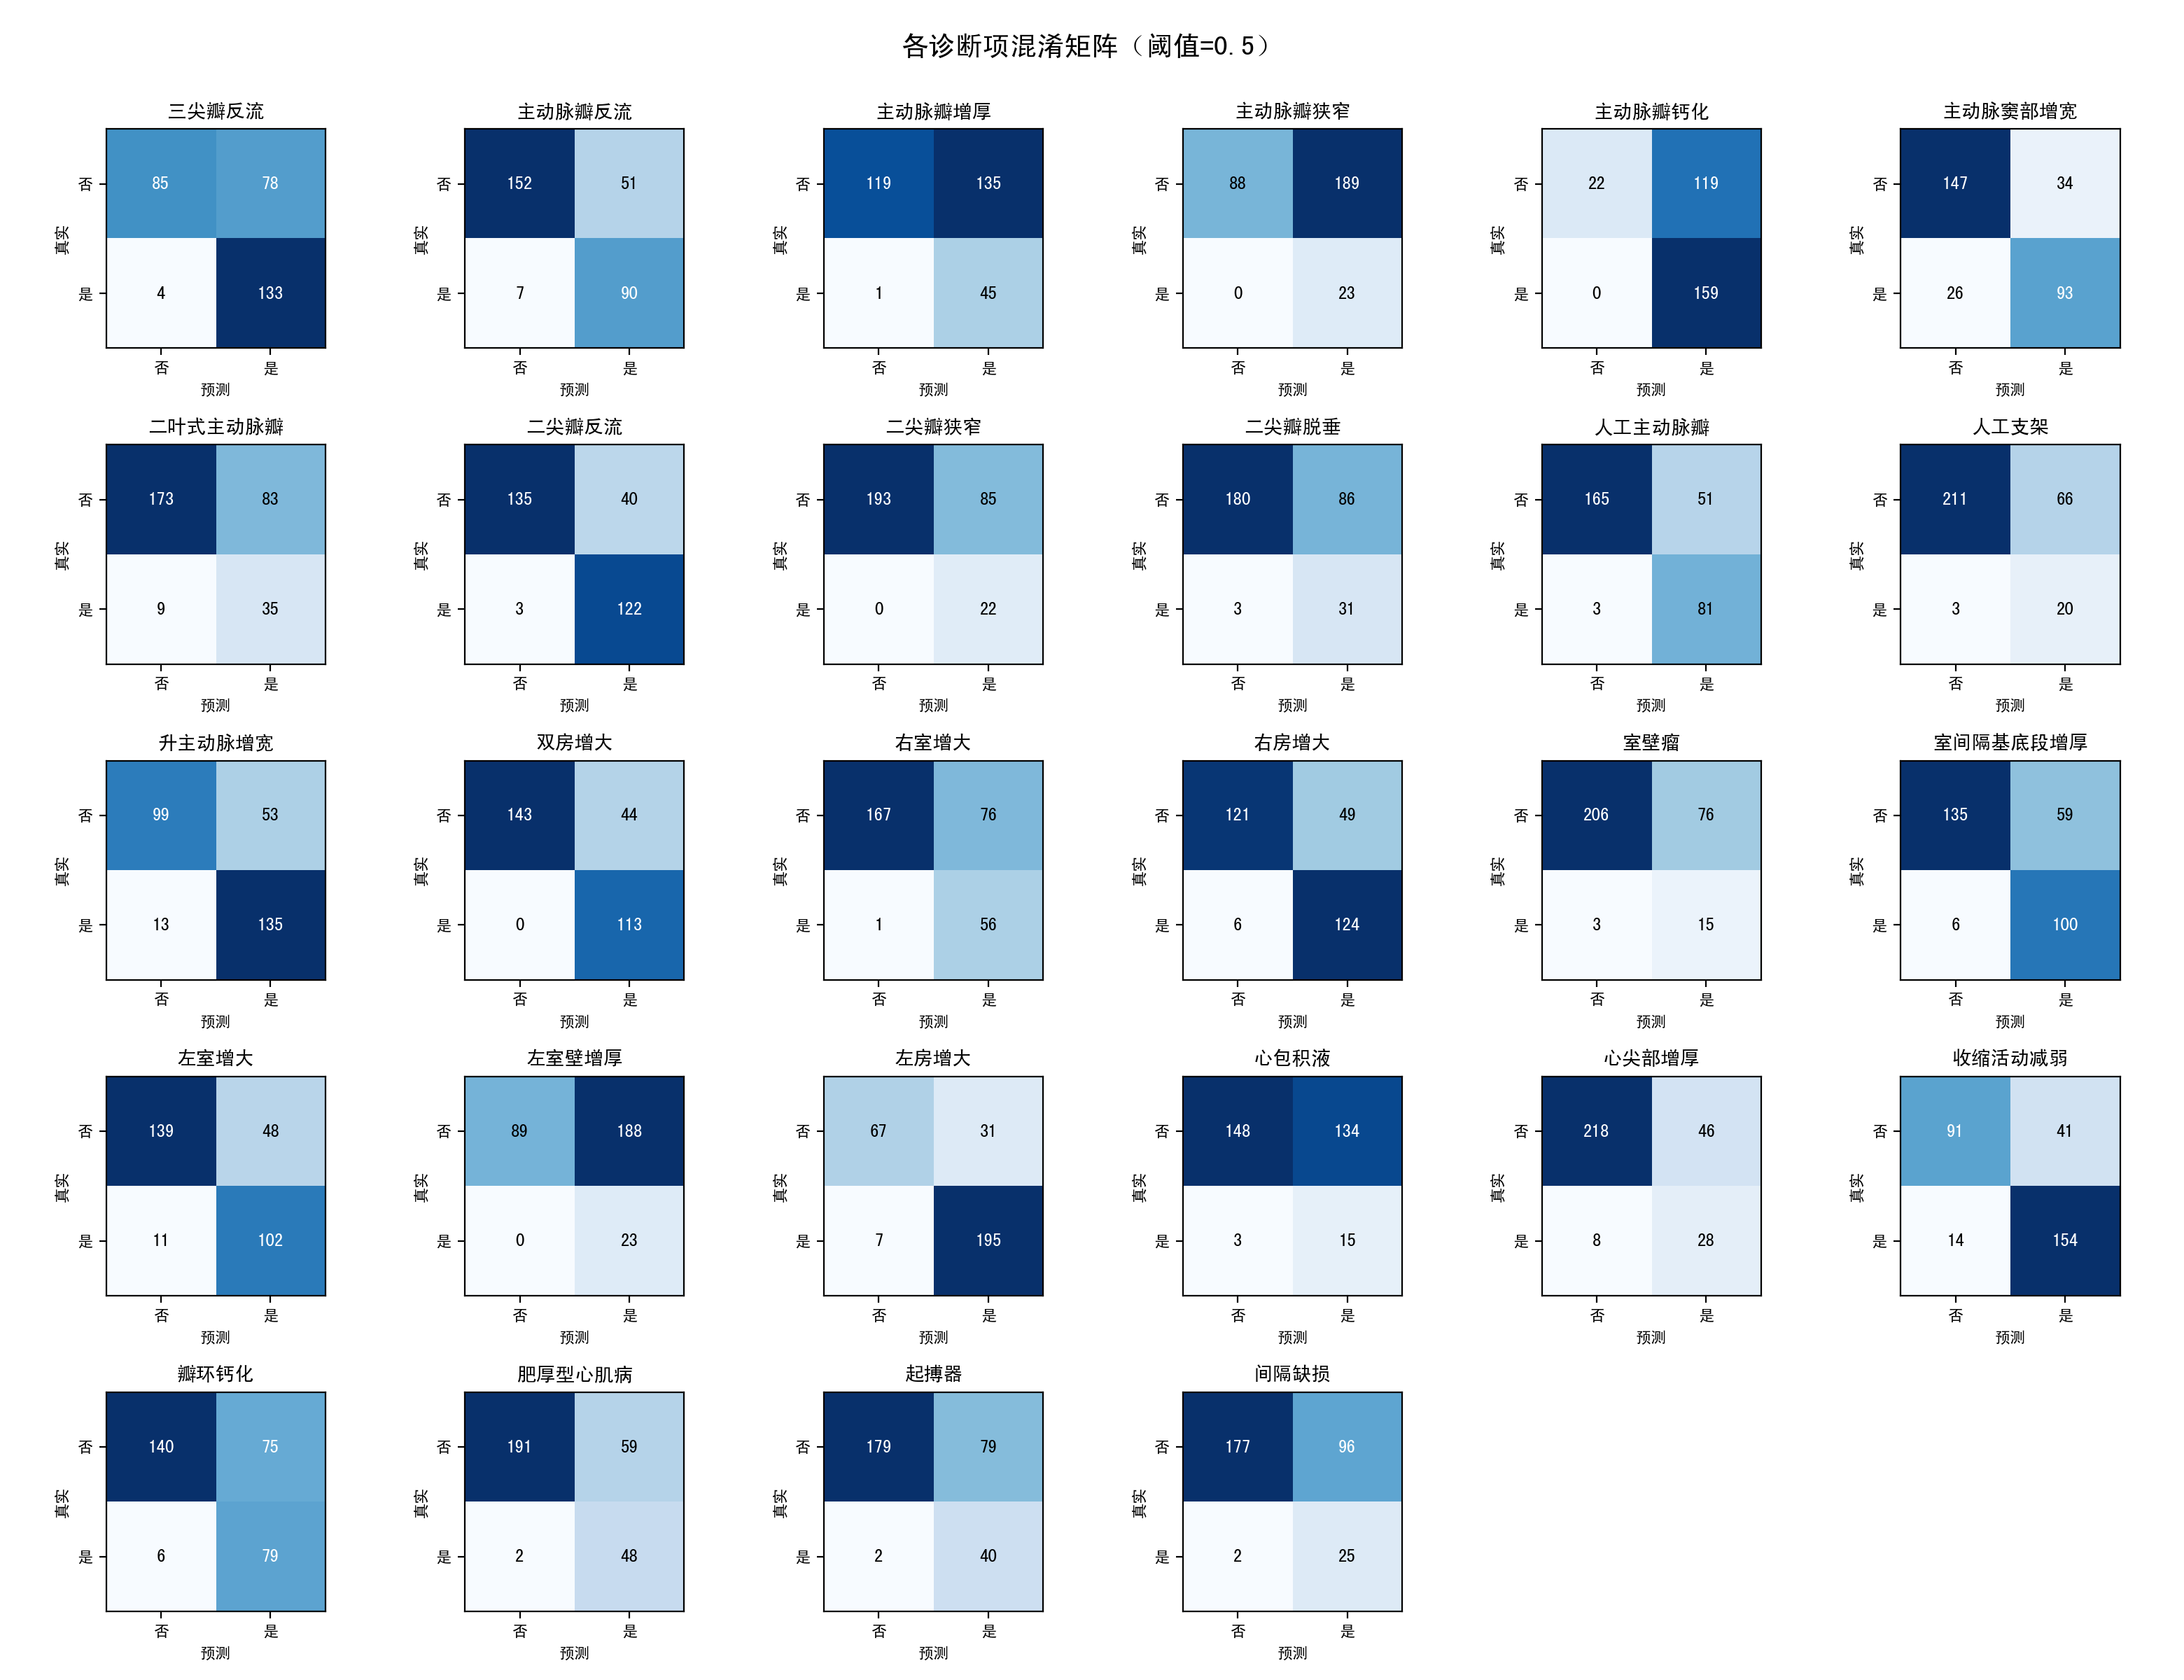 各诊断项混淆矩阵（阈值=0.5）
三尖瓣反流 主动脉瓣反流 主动脉瓣增厚 主动脉瓣狭窄 主动脉瓣钙化 主动脉窦部增宽
否 85 78 否 152 51 否 119 135 否 88 189 否 22 119 否 147 34
真实 真实 真实 真实 真实 真实
是 4 133 是 7 90 是 1 45 是 0 23 是 0 159 是 26 93
否 是 否 是 否 是 否 是 否 是 否 是
预测 预测 预测 预测 预测 预测
二叶式主动脉瓣 二尖瓣反流 二尖瓣狭窄 二尖瓣脱垂 人工主动脉瓣 人工支架
否 173 83 否 135 40 否 193 85 否 180 86 否 165 51 否 211 66
真实 真实 真实 真实 真实 真实
是 9 35 是 3 122 是 0 22 是 3 31 是 3 81 是 3 20
否 是 否 是 否 是 否 是 否 是 否 是
预测 预测 预测 预测 预测 预测
升主动脉增宽 双房增大 右室增大 右房增大 室壁瘤 室间隔基底段增厚
否 99 53 否 143 44 否 167 76 否 121 49 否 206 76 否 135 59
真实 真实 真实 真实 真实 真实
是 13 135 是 0 113 是 1 56 是 6 124 是 3 15 是 6 100
否 是 否 是 否 是 否 是 否 是 否 是
预测 预测 预测 预测 预测 预测
左室增大 左室壁增厚 左房增大 心包积液 心尖部增厚 收缩活动减弱
否 139 48 否 89 188 否 67 31 否 148 134 否 218 46 否 91 41
真实 真实 真实 真实 真实 真实
是 11 102 是 0 23 是 7 195 是 3 15 是 8 28 是 14 154
否 是 否 是 否 是 否 是 否 是 否 是
预测 预测 预测 预测 预测 预测
瓣环钙化 肥厚型心肌病 起搏器 间隔缺损
否 140 75 否 191 59 否 179 79 否 177 96
真实 真实 真实 真实
是 6 79 是 2 48 是 2 40 是 2 25
否 是 否 是 否 是 否 是
预测 预测 预测 预测